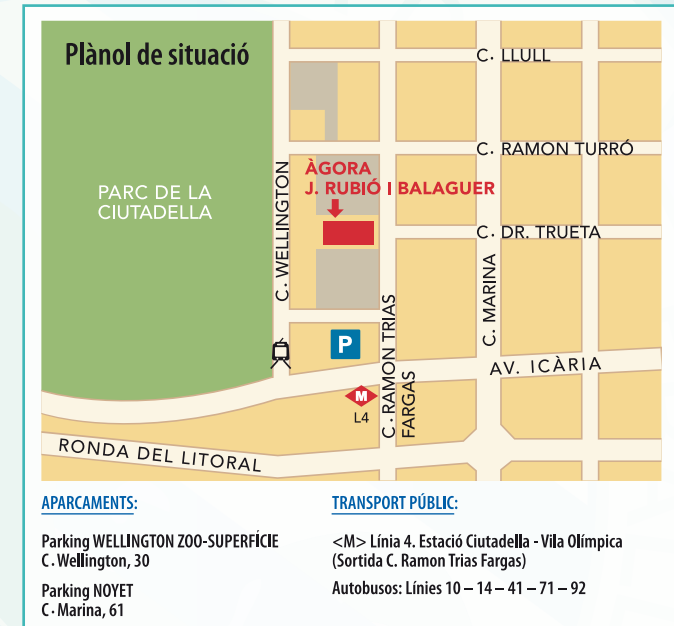 Plànol de situació
C. LLULL
C. RAMON TURRÓ
PARC DE LA
CIUTADELLA
ÀGORA
J. RUBIÓ I BALAGUER
C. WELLINGTON
C. DR. TRUETA
C. MARINA
P
AV. ICÀRIA
M
L4
C. RAMON TRIAS
FARGAS
RONDA DEL LITORAL
APARCAMENTS:
Parking WELLINGTON ZOO-SUPERFÍCIE
C. Wellington, 30
Parking NOYET
C. Marina, 61
TRANSPORT PÚBLIC:
<M> Línia 4. Estació Ciutadella - Vila Olímpica
(Sortida C. Ramon Trias Fargas)
Autobusos: Línies 10 – 14 – 41 – 71 – 92